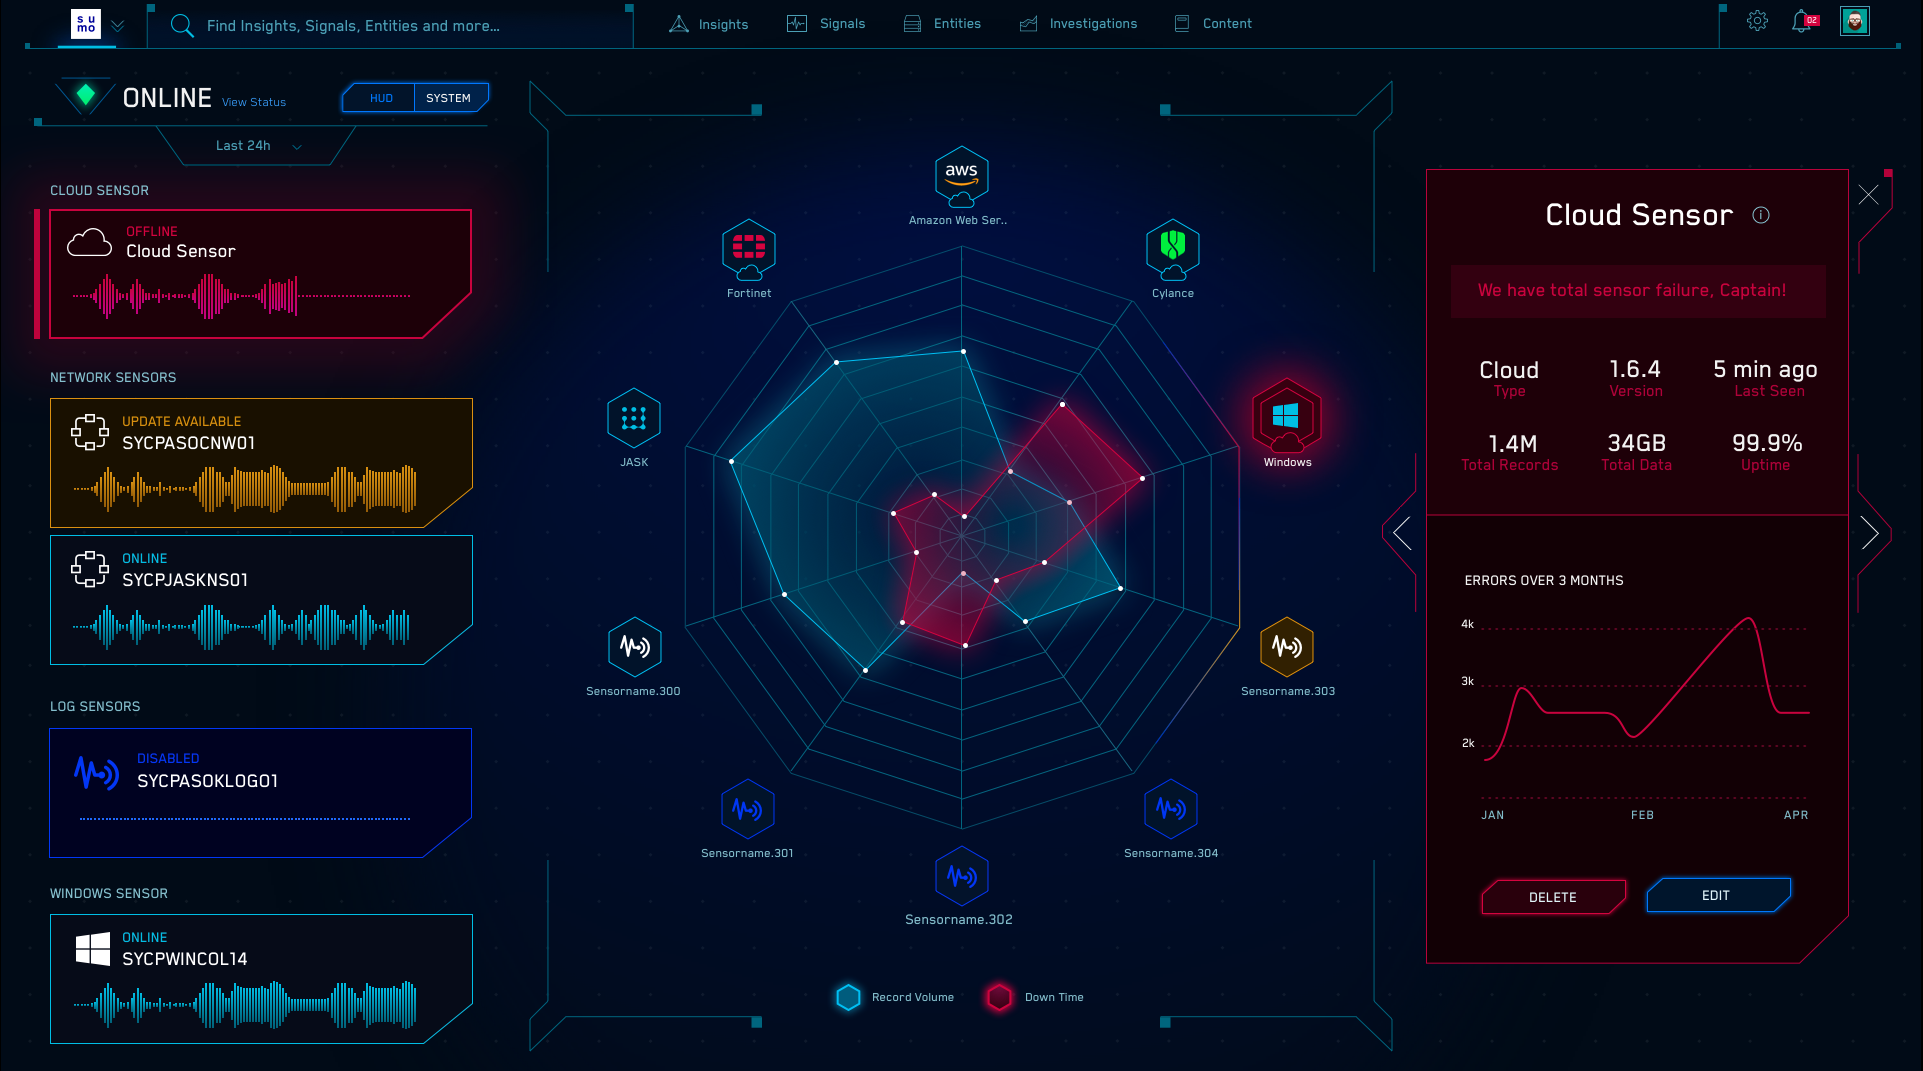 su
mo
Find Insights, Signals, Entities and more...
Insights
Signals
Entities
Investigations
Content
02
ONLINE
View Status
HUD
SYSTEM
Last 24h
CLOUD SENSOR
OFFLINE
Cloud Sensor
NETWORK SENSORS
UPDATE AVAILABLE
SYCPASOCNW01
ONLINE
SYCPJASKNS01
LOG SENSORS
DISABLED
SYCPASOKLOG01
WINDOWS SENSOR
ONLINE
SYCPWINCOL14
aws
Amazon Web Ser..
Fortinet
Cylance
JASK
Windows
Sensorname.300
Sensorname.303
Sensorname.301
Sensorname.304
Sensorname.302
Record Volume
Down Time
Cloud Sensor
We have total sensor failure, Captain!
Cloud
Type
1.6.4
Version
5 min ago
Last Seen
1.4M
Total Records
34GB
Total Data
99.9%
Uptime
ERRORS OVER 3 MONTHS
4k
3k
2k
JAN
FEB
APR
DELETE
EDIT